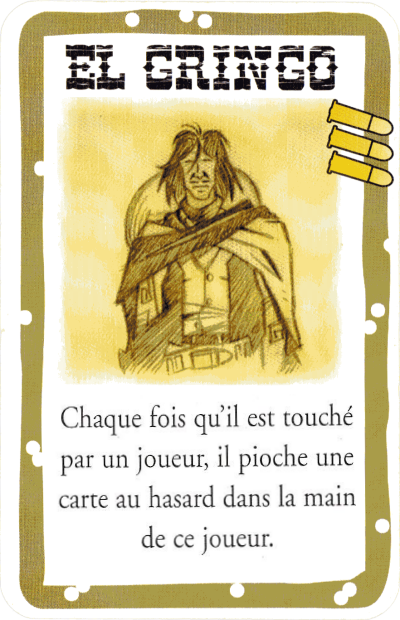 EL GRINGO
Chaque fois qu'il est touché
par un joueur, il pioche une
carte au hasard dans la main
de ce joueur.